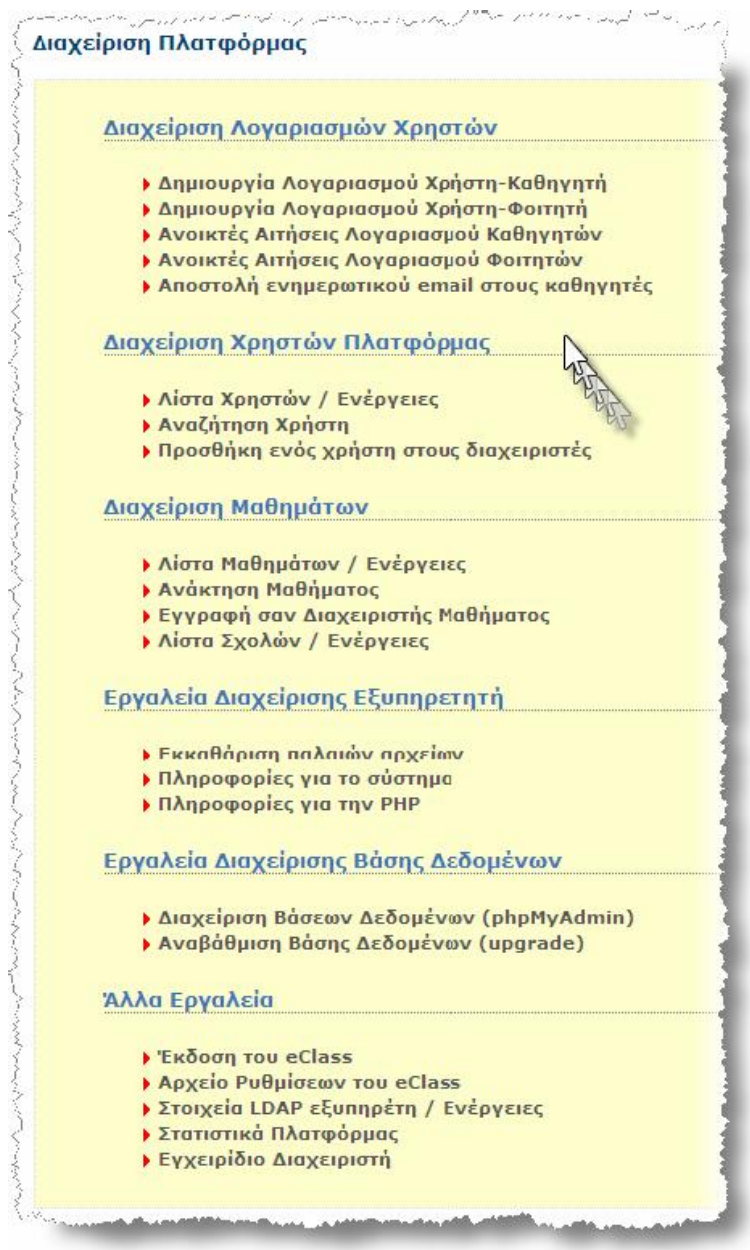 Διαχείριση Πλατφόρμας
Διαχείριση Λογαριασμών Χρηστών
Δημιουργία Λογαριασμού Χρήστη-Καθηγητή
Δημιουργία Λογαριασμού Χρήστη-Φοιτητή
Ανοικτές Αιτήσεις Λογαριασμού Καθηγητών
Ανοικτές Αιτήσεις Λογαριασμού Φοιτητών
Αποστολή ενημερωτικού email στους καθηγητές
Διαχείριση Χρηστών Πλατφόρμας
Λίστα Χρηστών / Ενέργειες
Αναζήτηση Χρήστη
Προσθήκη ενός χρήστη στους διαχειριστές
Διαχείριση Μαθημάτων
Λίστα Μαθημάτων / Ενέργειες
Ανάκτηση Μαθήματος
Εγγραφή σαν Διαχειριστής Μαθήματος
Λίστα Σχολών / Ενέργειες
Εργαλεία Διαχείρισης Εξυπηρετητή
Εκκαθάριση παλαιών αρχείων
Πληροφορίες για το σύστημα
Πληροφορίες για την PHP
Εργαλεία Διαχείρισης Βάσης Δεδομένων
Διαχείριση Βάσεων Δεδομένων (phpMyAdmin)
Αναβάθμιση Βάσης Δεδομένων (upgrade)
Άλλα Εργαλεία
Έκδοση του eClass
Αρχείο Ρυθμίσεων του eClass
Στοιχεία LDAP εξυπηρέτη / Ενέργειες
Στατιστικά Πλατφόρμας
Εγχειρίδιο Διαχειριστή